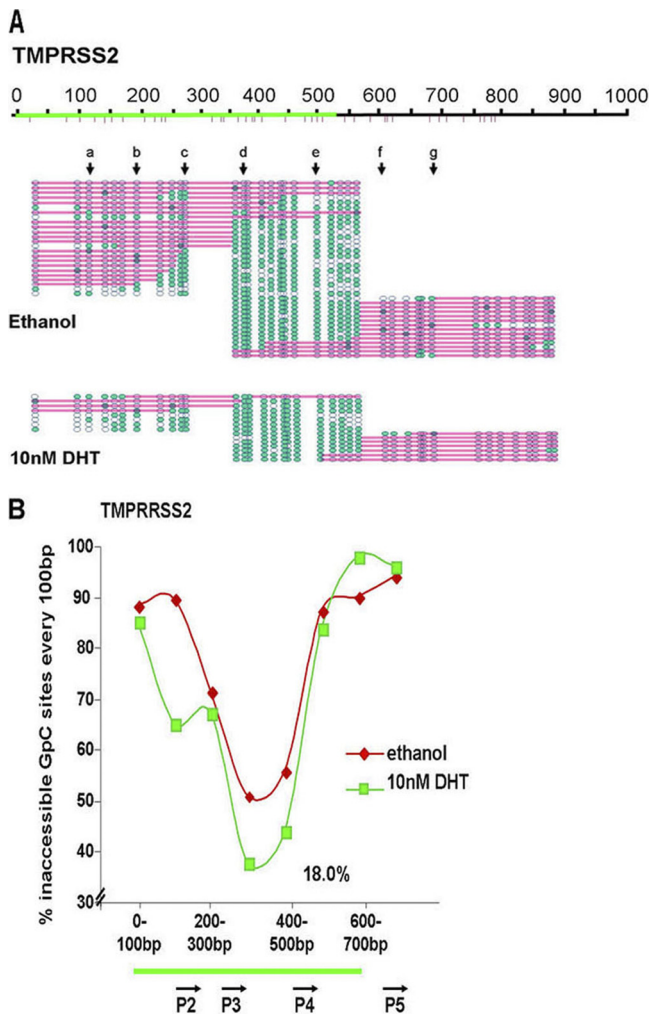 A
TMPRSS2
0 100 200 300 400 500 600 700 800 900 1000
a b c d e f g
Ethanol
10nM DHT
B
TMPRRSS2
% inaccessible GpC sites every 100bp
100
90
80
70
60
50
40
30
ethanol
10nM DHT
18.0%
0-100bp 200-300bp 400-500bp 600-700bp
P2 P3 P4 P5